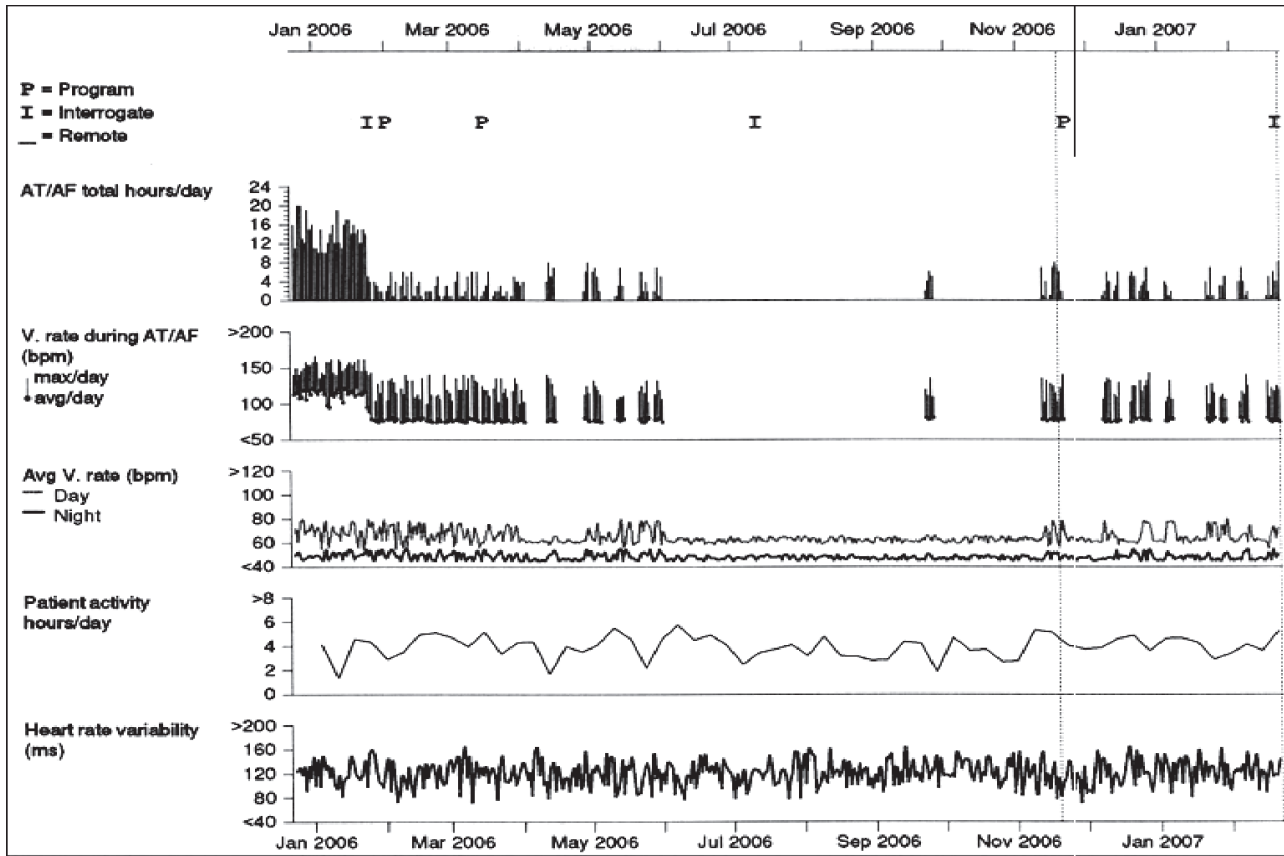 Jan 2006 Mar 2006 May 2006 Jul 2006 Sep 2006 Nov 2006 Jan 2007
P = Program
I = Interrogate
_ = Remote
I P P I P I
AT/AF total hours/day
24
20
16
12
8
4
0
V. rate during AT/AF
(bpm)
max/day
avg/day
>200
150
100
<50
Avg V. rate (bpm)
Day
Night
>120
100
80
60
<40
Patient activity
hours/day
>8
6
4
2
0
Heart rate variability
(ms)
>200
160
120
80
<40
Jan 2006 Mar 2006 May 2006 Jul 2006 Sep 2006 Nov 2006 Jan 2007